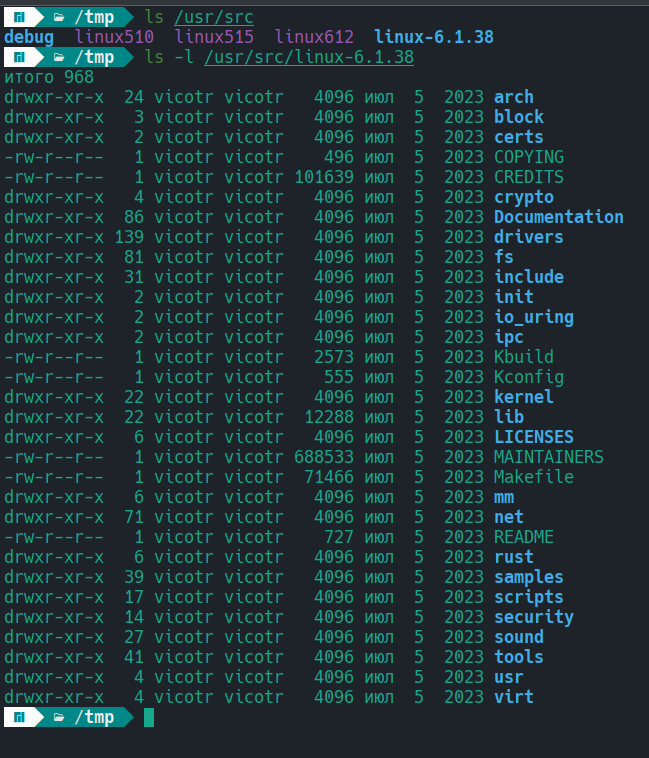 /tmp ls /usr/src
debug linux510 linux515 linux612 linux-6.1.38
/tmp ls -l /usr/src/linux-6.1.38
итого 968
drwxr-xr-x 24 vicotr vicotr 4096 июл 5 2023 arch
drwxr-xr-x 3 vicotr vicotr 4096 июл 5 2023 block
drwxr-xr-x 2 vicotr vicotr 4096 июл 5 2023 certs
-rw-r--r-- 1 vicotr vicotr 496 июл 5 2023 COPYING
-rw-r--r-- 1 vicotr vicotr 101639 июл 5 2023 CREDITS
drwxr-xr-x 4 vicotr vicotr 4096 июл 5 2023 crypto
drwxr-xr-x 86 vicotr vicotr 4096 июл 5 2023 Documentation
drwxr-xr-x 139 vicotr vicotr 4096 июл 5 2023 drivers
drwxr-xr-x 81 vicotr vicotr 4096 июл 5 2023 fs
drwxr-xr-x 31 vicotr vicotr 4096 июл 5 2023 include
drwxr-xr-x 2 vicotr vicotr 4096 июл 5 2023 init
drwxr-xr-x 2 vicotr vicotr 4096 июл 5 2023 io_uring
drwxr-xr-x 2 vicotr vicotr 4096 июл 5 2023 ipc
-rw-r--r-- 1 vicotr vicotr 2573 июл 5 2023 Kbuild
-rw-r--r-- 1 vicotr vicotr 555 июл 5 2023 Kconfig
drwxr-xr-x 22 vicotr vicotr 4096 июл 5 2023 kernel
drwxr-xr-x 22 vicotr vicotr 12288 июл 5 2023 lib
drwxr-xr-x 6 vicotr vicotr 4096 июл 5 2023 LICENSES
-rw-r--r-- 1 vicotr vicotr 688533 июл 5 2023 MAINTAINERS
-rw-r--r-- 1 vicotr vicotr 71466 июл 5 2023 Makefile
drwxr-xr-x 6 vicotr vicotr 4096 июл 5 2023 mm
drwxr-xr-x 71 vicotr vicotr 4096 июл 5 2023 net
-rw-r--r-- 1 vicotr vicotr 727 июл 5 2023 README
drwxr-xr-x 6 vicotr vicotr 4096 июл 5 2023 rust
drwxr-xr-x 39 vicotr vicotr 4096 июл 5 2023 samples
drwxr-xr-x 17 vicotr vicotr 4096 июл 5 2023 scripts
drwxr-xr-x 14 vicotr vicotr 4096 июл 5 2023 security
drwxr-xr-x 27 vicotr vicotr 4096 июл 5 2023 sound
drwxr-xr-x 41 vicotr vicotr 4096 июл 5 2023 tools
drwxr-xr-x 4 vicotr vicotr 4096 июл 5 2023 usr
drwxr-xr-x 4 vicotr vicotr 4096 июл 5 2023 virt
/tmp